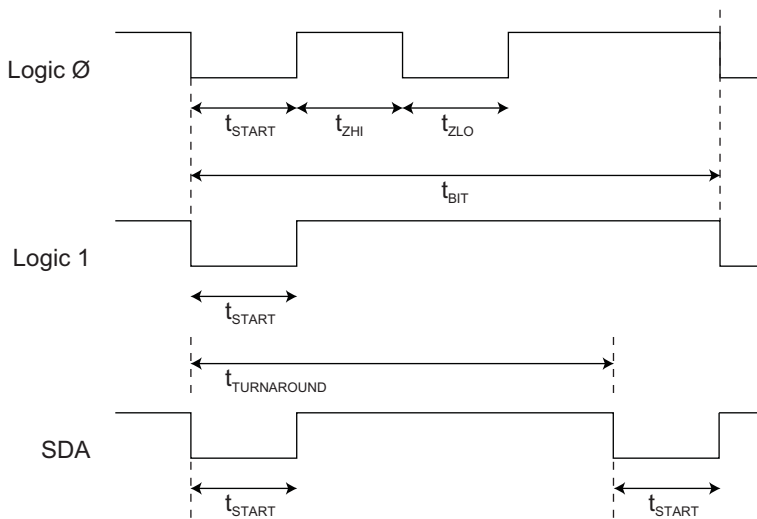 Logic Ø
tSTART
tZHI
tZLO
tBIT
Logic 1
tSTART
tTURNAROUND
SDA
tSTART
tSTART